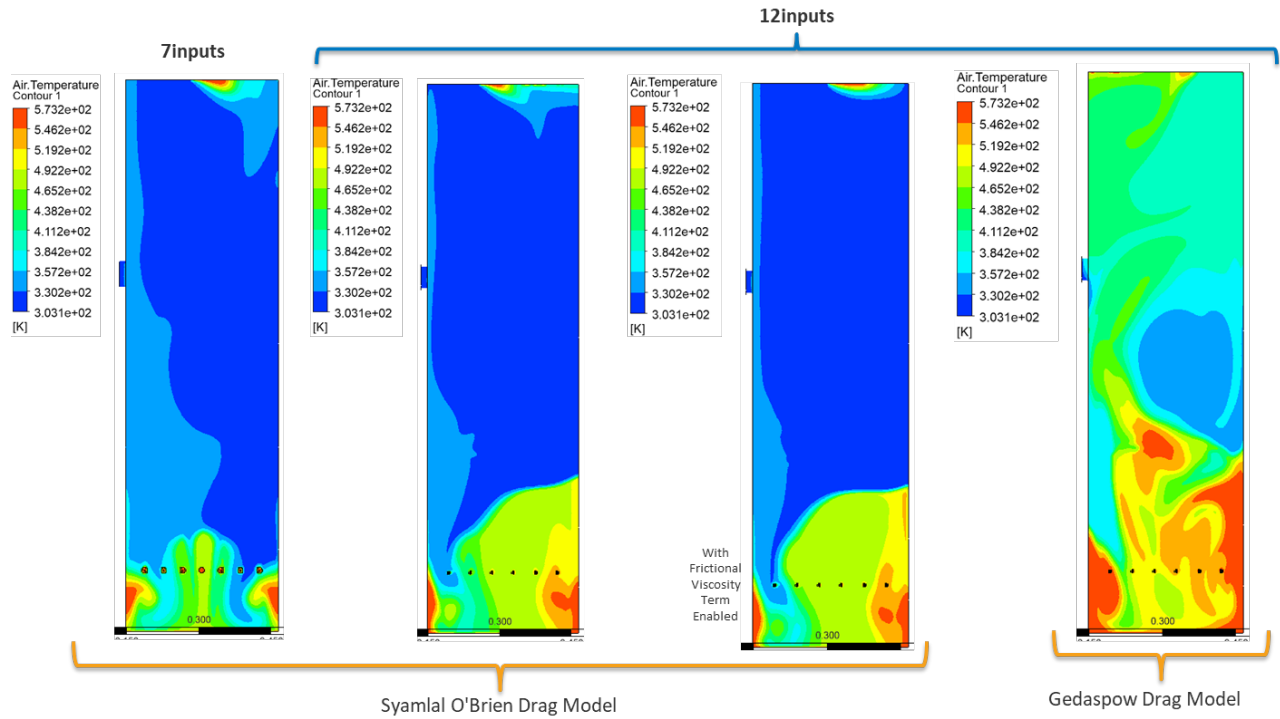 12inputs
7inputs
Air.Temperature
Contour 1
5.732e+02
5.462e+02
5.192e+02
4.922e+02
4.652e+02
4.382e+02
4.112e+02
3.842e+02
3.572e+02
3.302e+02
3.031e+02
[K]
0.300
Air.Temperature
Contour 1
5.732e+02
5.462e+02
5.192e+02
4.922e+02
4.652e+02
4.382e+02
4.112e+02
3.842e+02
3.572e+02
3.302e+02
3.031e+02
[K]
0.300
Air.Temperature
Contour 1
5.732e+02
5.462e+02
5.192e+02
4.922e+02
4.652e+02
4.382e+02
4.112e+02
3.842e+02
3.572e+02
3.302e+02
3.031e+02
[K]
With
Frictional
Viscosity
Term
Enabled
0.300
Air.Temperature
Contour 1
5.732e+02
5.462e+02
5.192e+02
4.922e+02
4.652e+02
4.382e+02
4.112e+02
3.842e+02
3.572e+02
3.302e+02
3.031e+02
[K]
0.300
Syamlal O'Brien Drag Model
Gedaspow Drag Model